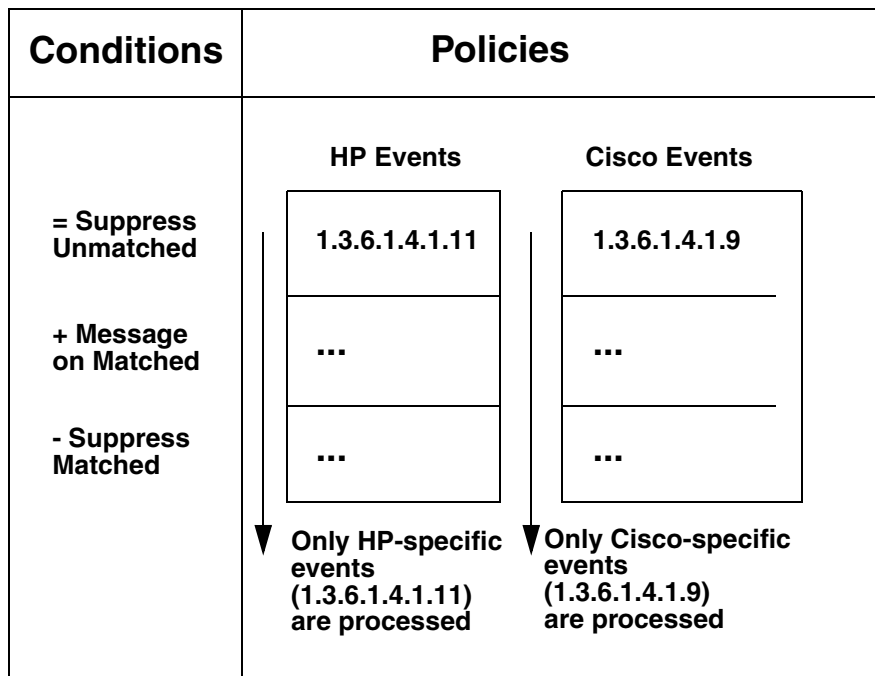 Conditions
Policies
HP Events
Cisco Events
= Suppress
Unmatched
1.3.6.1.4.1.11
1.3.6.1.4.1.9
+ Message
on Matched
...
...
- Suppress
Matched
...
...
Only HP-specific
events
(1.3.6.1.4.1.11)
are processed
Only Cisco-specific
events
(1.3.6.1.4.1.9)
are processed